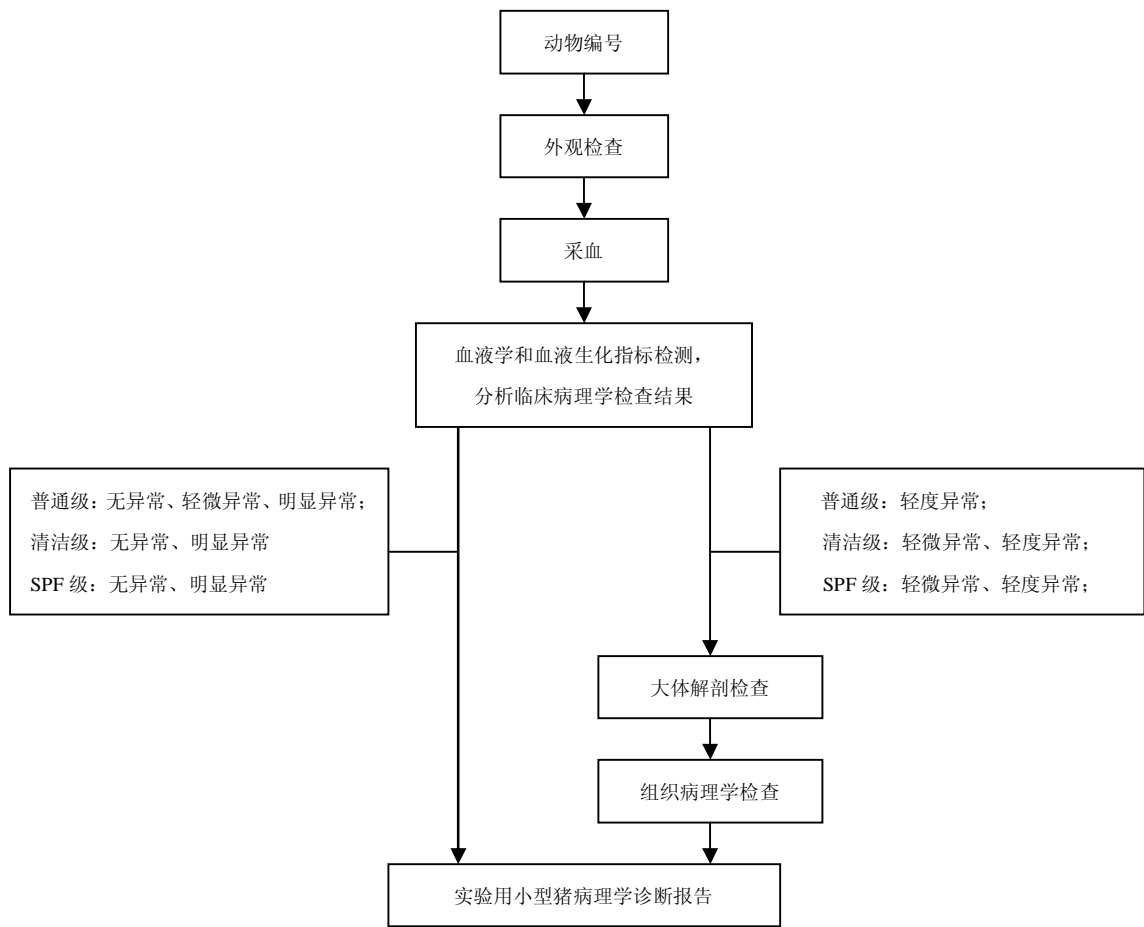 动物编号
外观检查
采血
血液学和血液生化指标检测，
分析临床病理学检查结果
普通级：无异常、轻微异常、明显异常；
清洁级：无异常、明显异常
SPF 级：无异常、明显异常
普通级：轻度异常；
清洁级：轻微异常、轻度异常；
SPF 级：轻微异常、轻度异常；
大体解剖检查
组织病理学检查
实验用小型猪病理学诊断报告